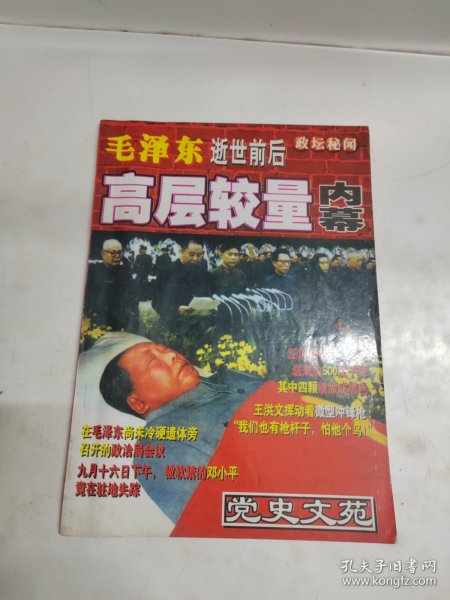 毛泽东 逝世前后
政坛秘闻
高层较量
内幕
其中四颗
王洪文挥动着微型冲锋枪
“我们也有枪杆子，怕他个鸟！”
在毛泽东尚未冷硬遗体旁
召开的政治局会议
九月十六日下午，被软禁的邓小平
竟在驻地失踪
党史文苑
孔夫子旧书网
www.kongfz.com